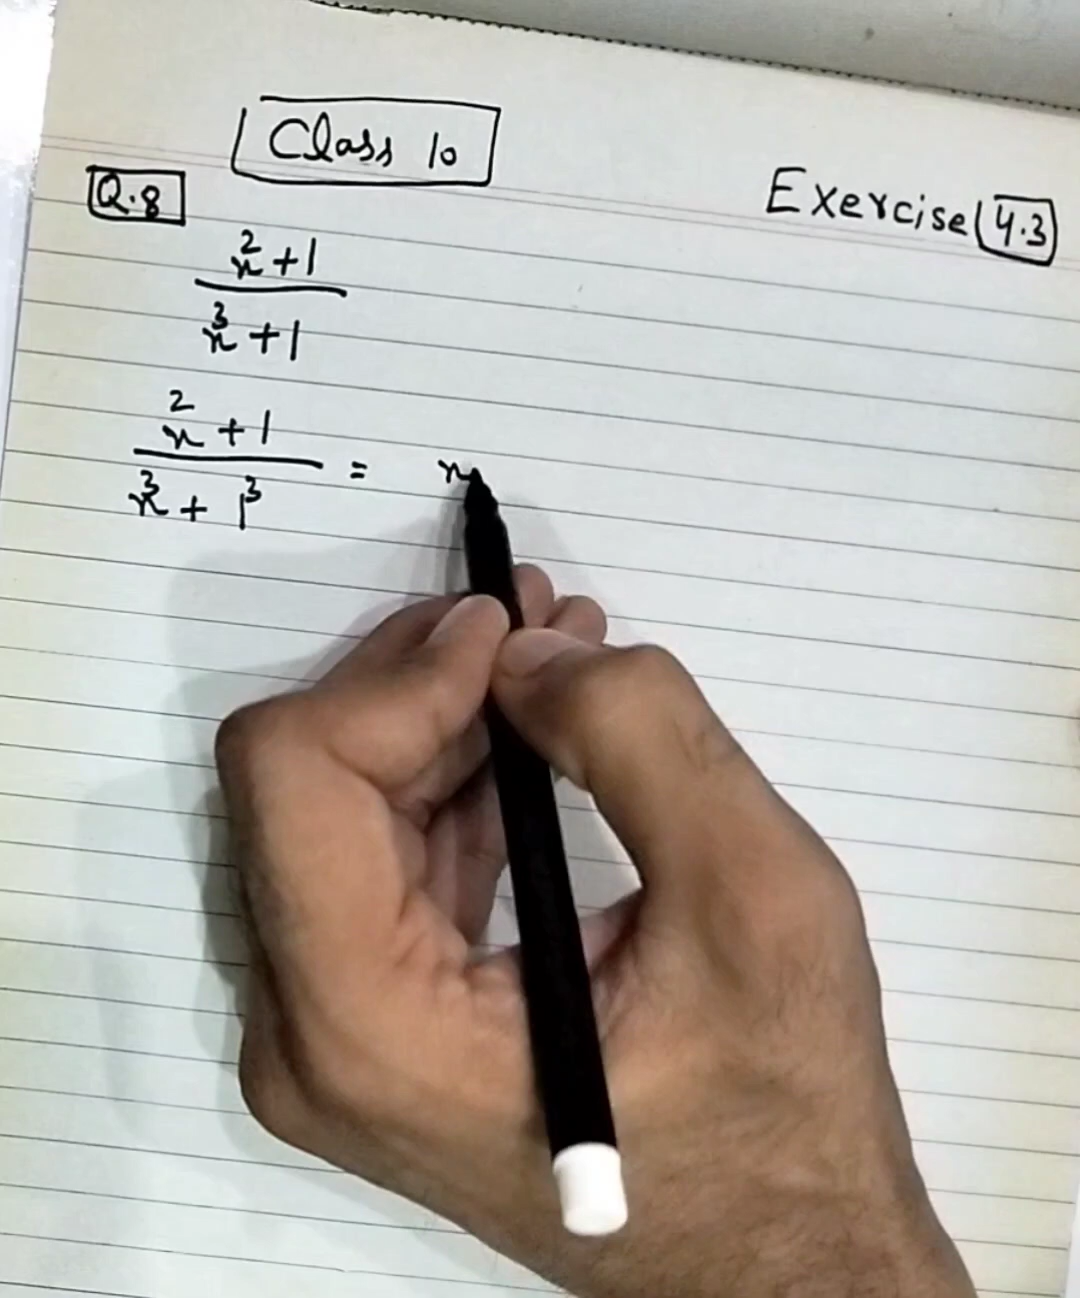 Class 10
Q.8
Exercise 4.3
x²+1
x³+1
x²+1
x³+1³ = x